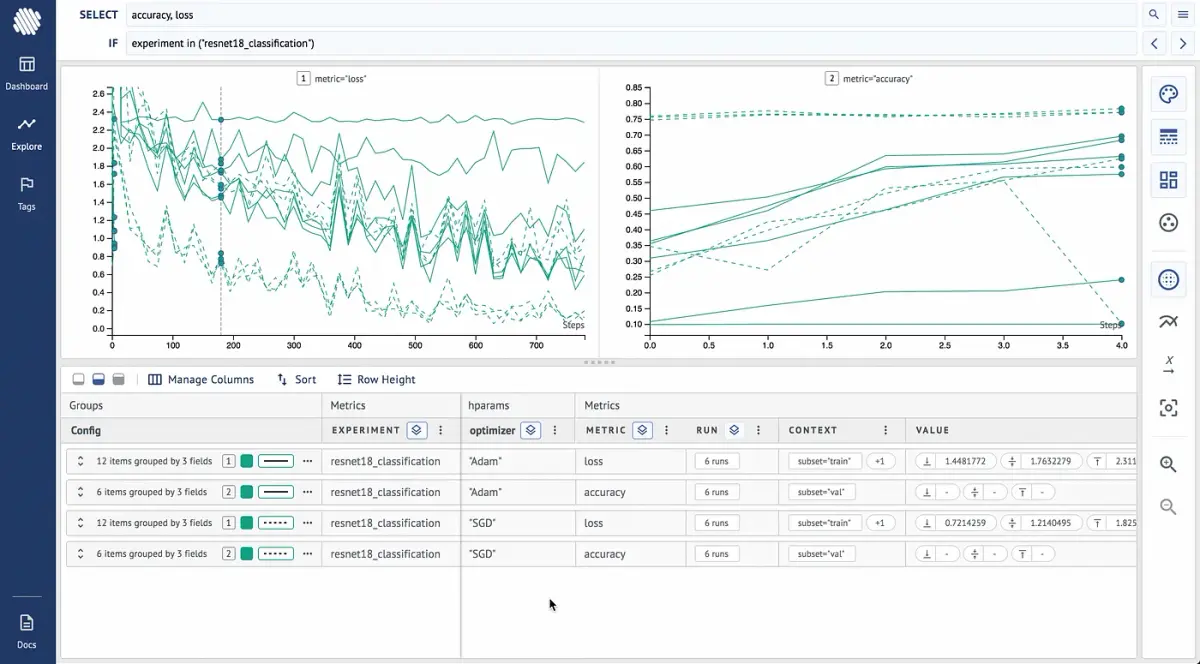 SELECT accuracy, loss
IF experiment in ("resnet18_classification")
Dashboard
Explore
Tags
Docs
1 metric="loss"
2.6
2.4
2.2
2.0
1.8
1.6
1.4
1.2
1.0
0.8
0.6
0.4
0.2
0.0
0 100 200 300 400 500 600 700
Steps
2 metric="accuracy"
0.85
0.80
0.75
0.70
0.65
0.60
0.55
0.50
0.45
0.40
0.35
0.30
0.25
0.20
0.15
0.10
0.0 0.5 1.0 1.5 2.0 2.5 3.0 3.5 4.0
Steps
Manage Columns Sort Row Height
Groups Metrics hparams Metrics
Config EXPERIMENT optimizer METRIC RUN CONTEXT VALUE
12 items grouped by 3 fields 1 resnet18_classification "Adam" loss 6 runs subset="train" +1 1.4481772 1.7632279 2.311
6 items grouped by 3 fields 2 resnet18_classification "Adam" accuracy 6 runs subset="val" - - -
12 items grouped by 3 fields 1 resnet18_classification "SGD" loss 6 runs subset="train" +1 0.7214259 1.2140495 1.825
6 items grouped by 3 fields 2 resnet18_classification "SGD" accuracy 6 runs subset="val" - - -
X